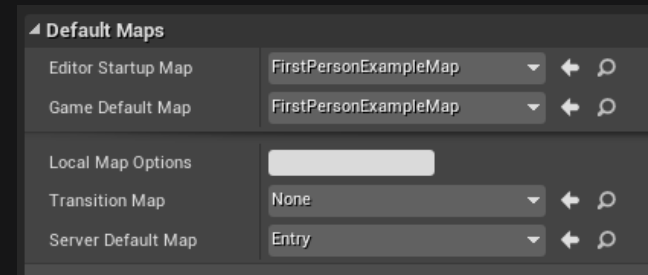 Default Maps
Editor Startup Map FirstPersonExampleMap
Game Default Map FirstPersonExampleMap
Local Map Options
Transition Map None
Server Default Map Entry